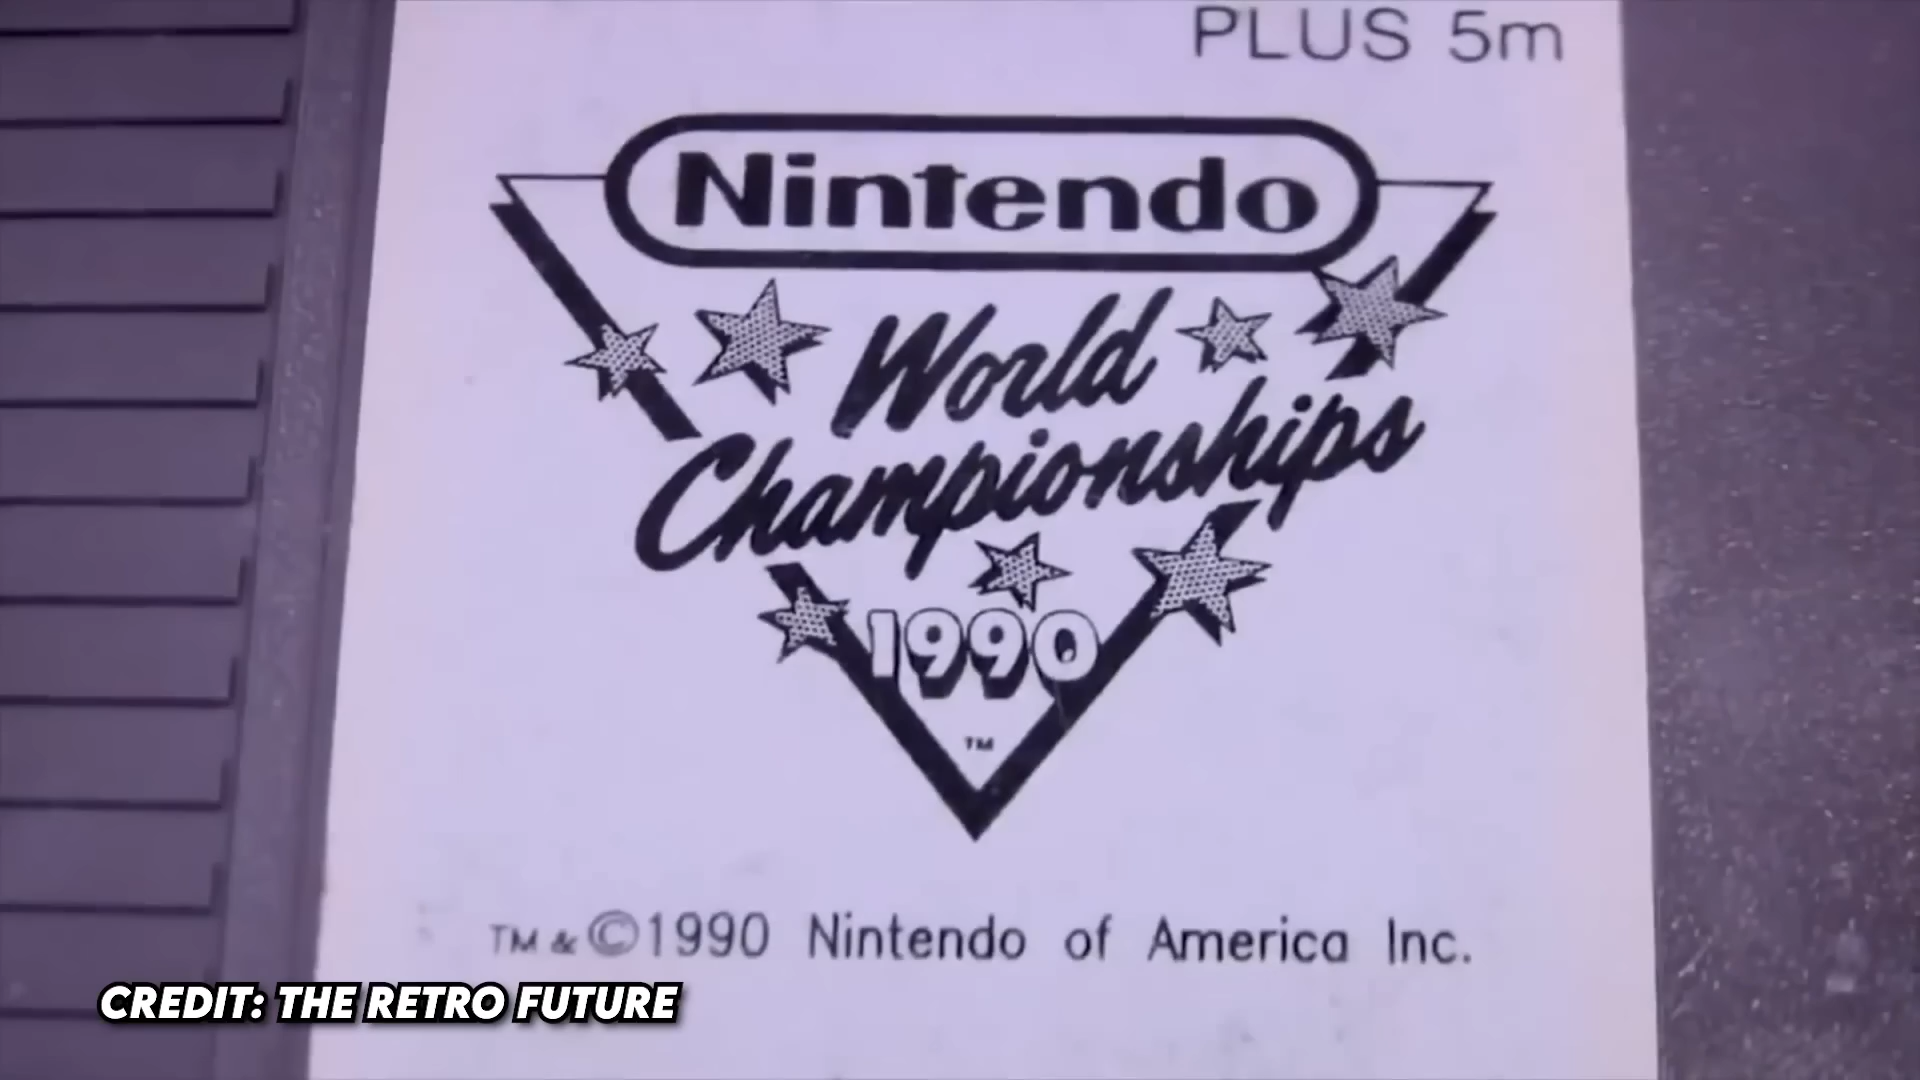 PLUS 5m
Nintendo
World
Championships
1990
TM
TM & ©1990 Nintendo of America Inc.
CREDIT: THE RETRO FUTURE